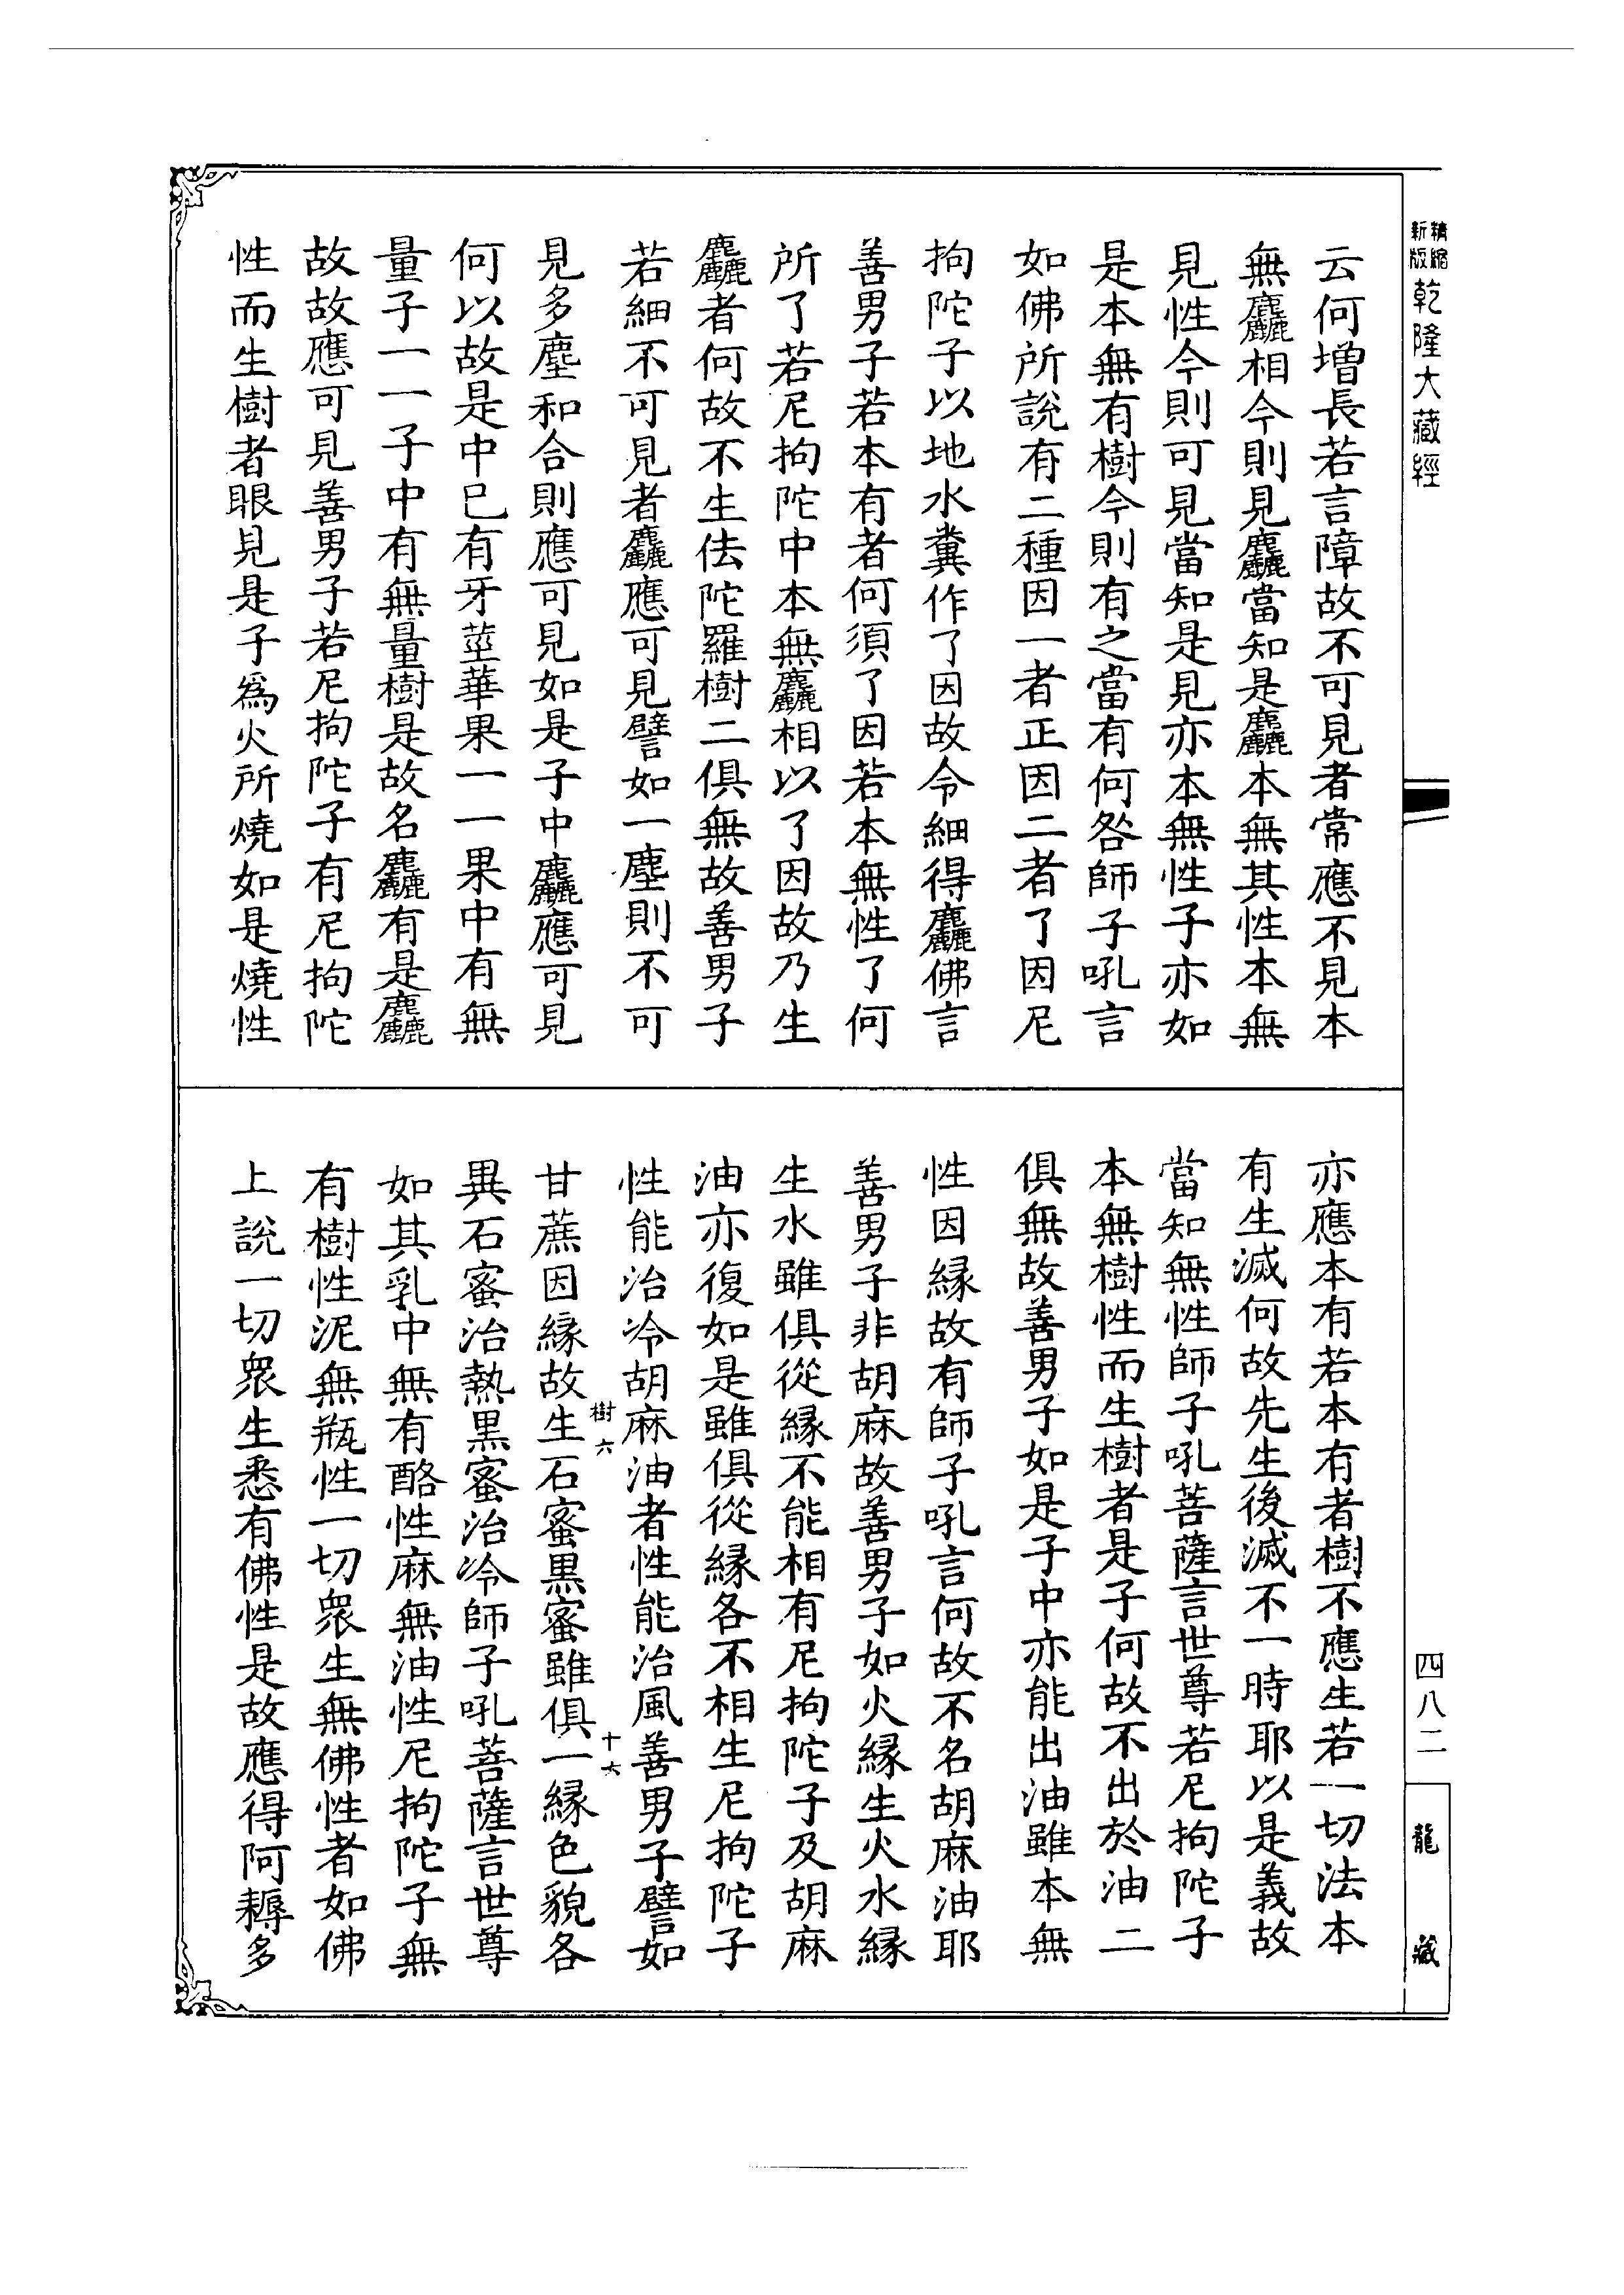 精縮新版乾隆大藏經
云何增長若言障故不可見者常應不見本
無麤相今則見麤當知是麤本無其性本無
見性今則可見當知是見亦本無性子亦如
是本無有樹今則有之當有何咎師子吼言
如佛所說有二種因一者正因二者了因尼
拘陀子以地水糞作了因故令細得麤佛言
善男子若本有者何須了因若本無性了何
所了若尼拘陀中本無麤相以了因故乃生
麤者何故不生佉陀羅樹二俱無故善男子
若細不可見者麤應可見譬如一塵則不可
見多塵和合則應可見如是子中麤應可見
何以故是中已有牙莖華果一一果中有無
量子一一子中有無量樹是故名麤有是麤
故故應可見善男子若尼拘陀子有尼拘陀
性而生樹者眼見是子為火所燒如是燒性
亦應本有若本有者樹不應生若一切法本
有生滅何故先生後滅不一時耶以是義故
當知無性師子吼菩薩言世尊若尼拘陀子
本無樹性而生樹者是子何故不出於油二
俱無故善男子如是子中亦能出油雖本無
性因緣故有師子吼言何故不名胡麻油耶
善男子非胡麻故善男子如火緣生火水緣
生水雖俱從緣不能相有尼拘陀子及胡麻
油亦復如是雖俱從緣各不相生尼拘陀子
性能治冷胡麻油者性能治風善男子譬如
樹六
十六
甘蔗因緣故生石蜜黑蜜雖俱一緣色貌各
異石蜜治熱黑蜜治冷師子吼菩薩言世尊
如其乳中無有酪性麻無油性尼拘陀子無
有樹性泥無瓶性一切眾生無佛性者如佛
上說一切眾生悉有佛性是故應得阿耨多
四八二
龍藏